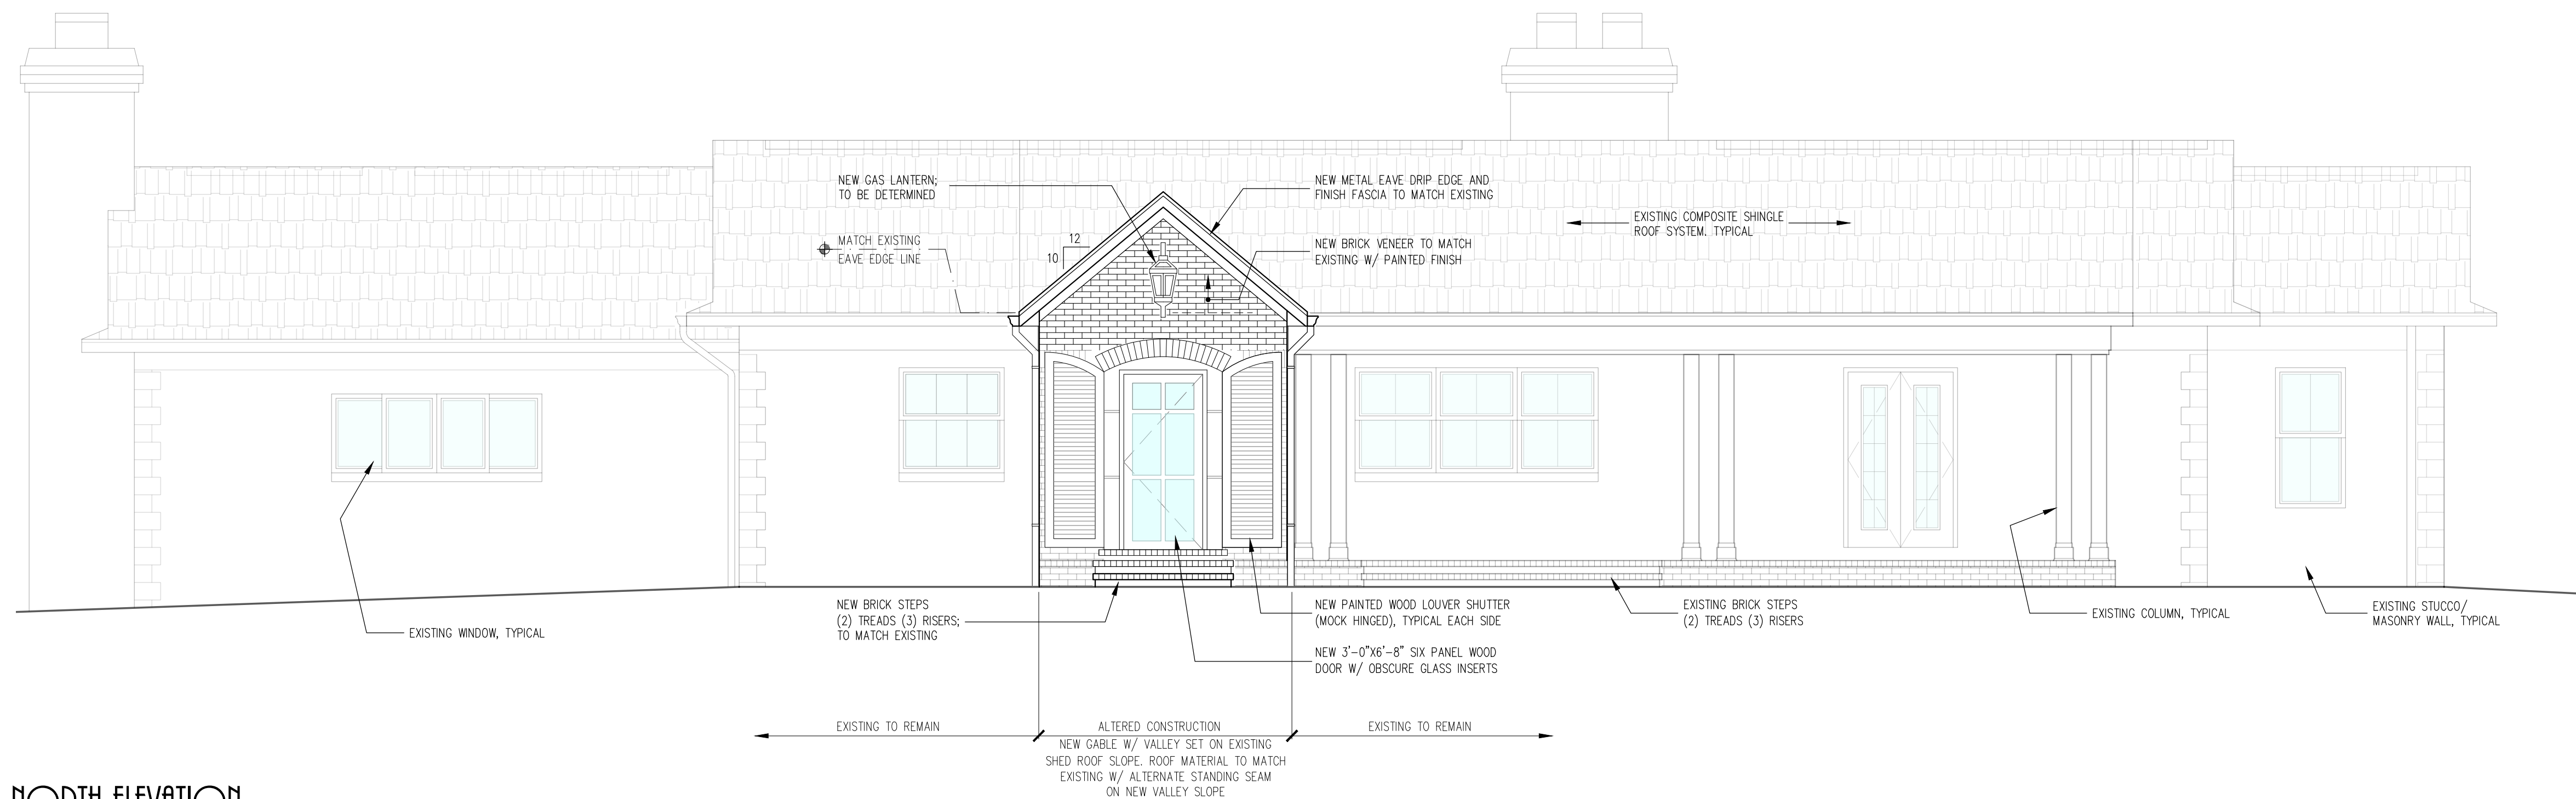 NEW GAS LANTERN;
TO BE DETERMINED
MATCH EXISTING
EAVE EDGE LINE
12
10
NEW METAL EAVE DRIP EDGE AND
FINISH FASCIA TO MATCH EXISTING
NEW BRICK VENEER TO MATCH
EXISTING W/ PAINTED FINISH
EXISTING COMPOSITE SHINGLE
ROOF SYSTEM. TYPICAL
EXISTING WINDOW, TYPICAL
NEW BRICK STEPS
(2) TREADS (3) RISERS;
TO MATCH EXISTING
NEW PAINTED WOOD LOUVER SHUTTER
(MOCK HINGED), TYPICAL EACH SIDE
NEW 3'-0"X6'-8" SIX PANEL WOOD
DOOR W/ OBSCURE GLASS INSERTS
EXISTING BRICK STEPS
(2) TREADS (3) RISERS
EXISTING COLUMN, TYPICAL
EXISTING STUCCO/
MASONRY WALL, TYPICAL
EXISTING TO REMAIN
ALTERED CONSTRUCTION
EXISTING TO REMAIN
NEW GABLE W/ VALLEY SET ON EXISTING
SHED ROOF SLOPE. ROOF MATERIAL TO MATCH
EXISTING W/ ALTERNATE STANDING SEAM
ON NEW VALLEY SLOPE
NORTH ELEVATION